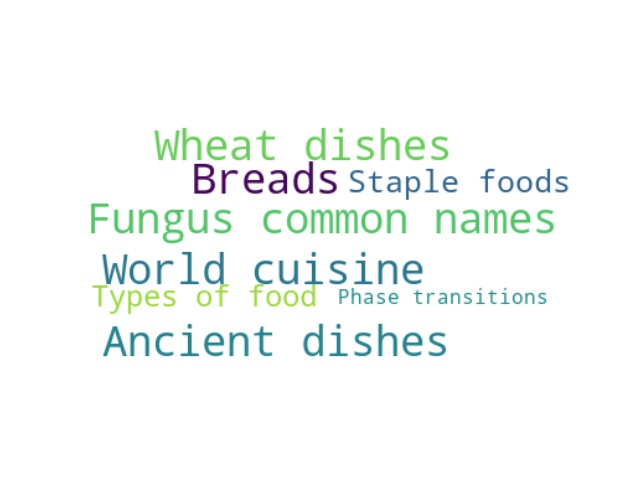 Wheat dishes
Breads Staple foods
Fungus common names
World cuisine
Types of food Phase transitions
Ancient dishes